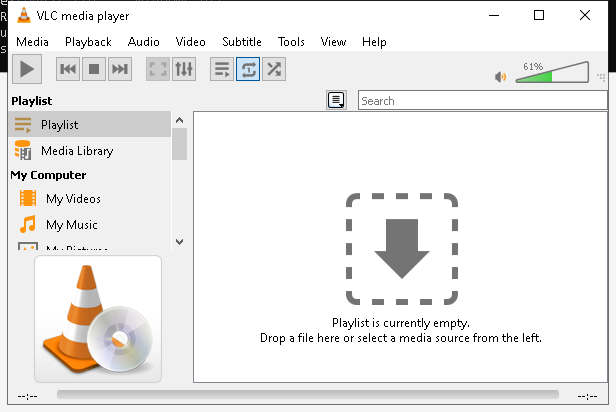 VLC media player
Media Playback Audio Video Subtitle Tools View Help
61%
Playlist
Search
Playlist
Media Library
My Computer
My Videos
My Music
My Pictures
Playlist is currently empty.
Drop a file here or select a media source from the left.
--:-- --:--